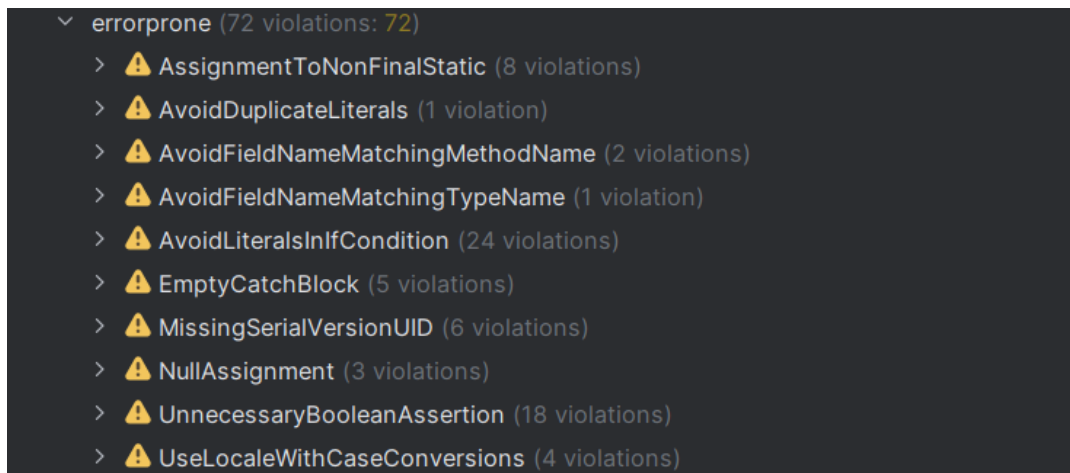 errorprone (72 violations: 72)
AssignmentToNonFinalStatic (8 violations)
AvoidDuplicateLiterals (1 violation)
AvoidFieldNameMatchingMethodName (2 violations)
AvoidFieldNameMatchingTypeName (1 violation)
AvoidLiteralsInIfCondition (24 violations)
EmptyCatchBlock (5 violations)
MissingSerialVersionUID (6 violations)
NullAssignment (3 violations)
UnnecessaryBooleanAssertion (18 violations)
UseLocaleWithCaseConversions (4 violations)